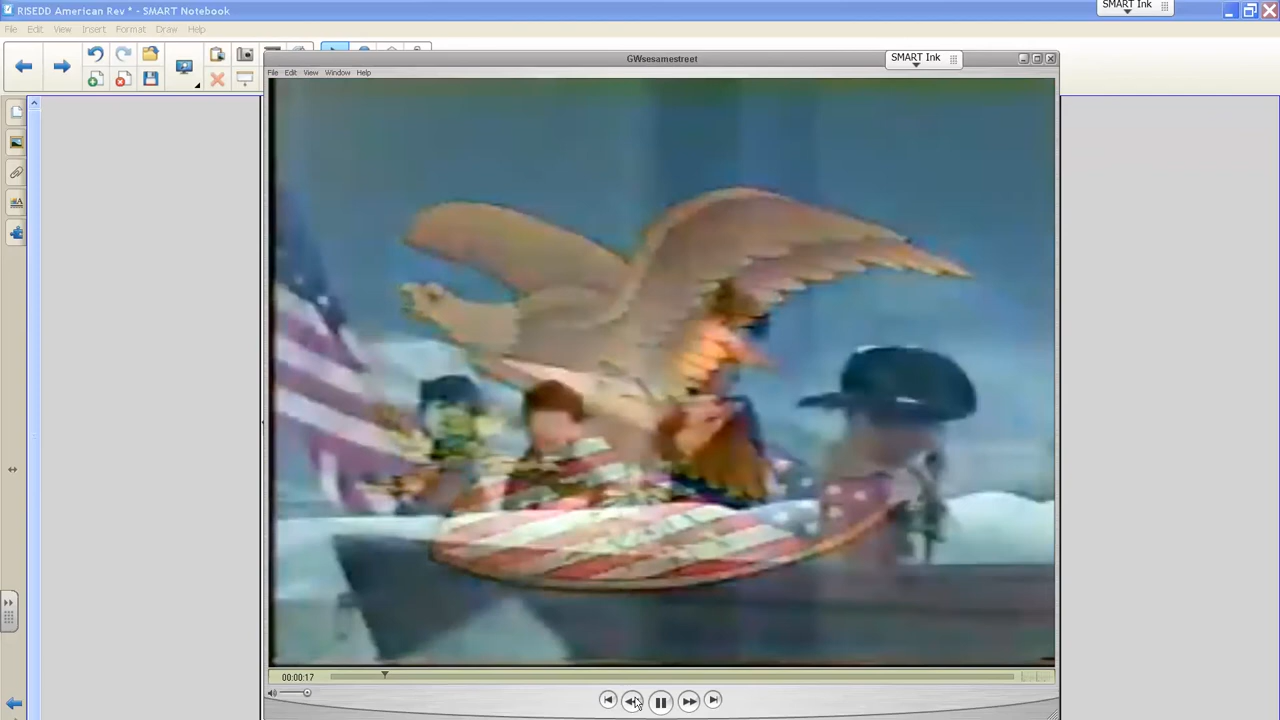 RISEDD American Rev * - SMART Notebook
SMART Ink
File Edit View Insert Format Draw Help
GWsesamestreet
SMART Ink
File Edit View Window Help
00:00:17